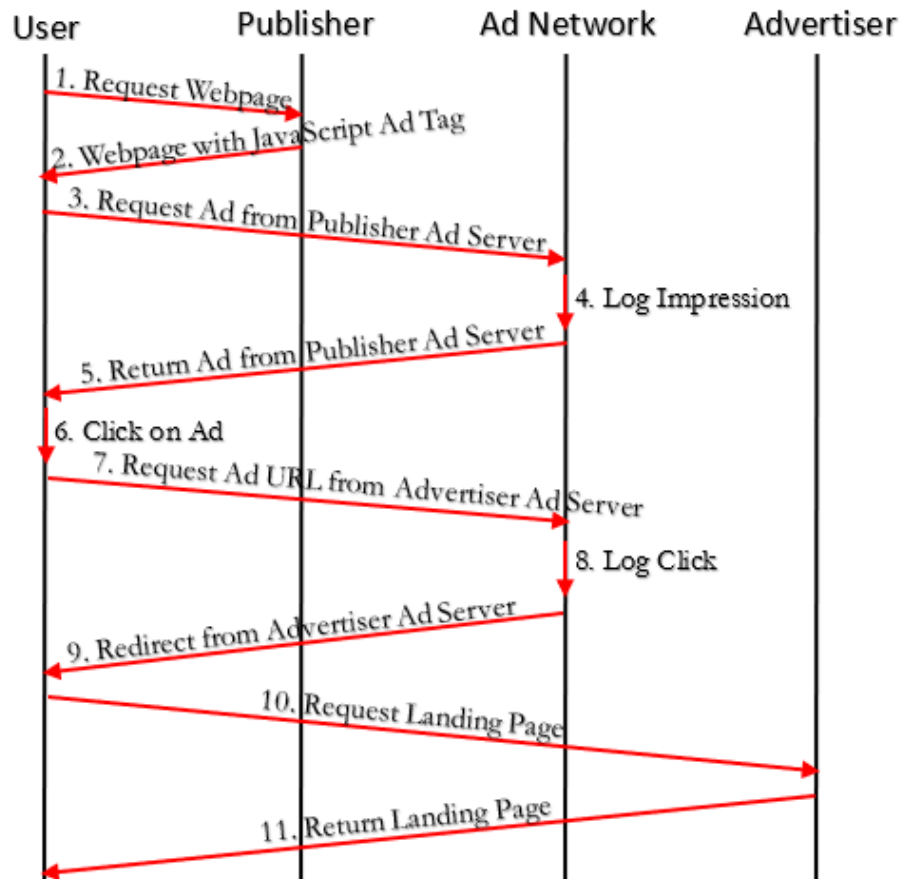 User Publisher Ad Network Advertiser
1. Request Webpage
2. Webpage with JavaScript Ad Tag
3. Request Ad from Publisher Ad Server
4. Log Impression
5. Return Ad from Publisher Ad Server
6. Click on Ad
7. Request Ad URL from Advertiser Ad Server
8. Log Click
9. Redirect from Advertiser Ad Server
10. Request Landing Page
11. Return Landing Page